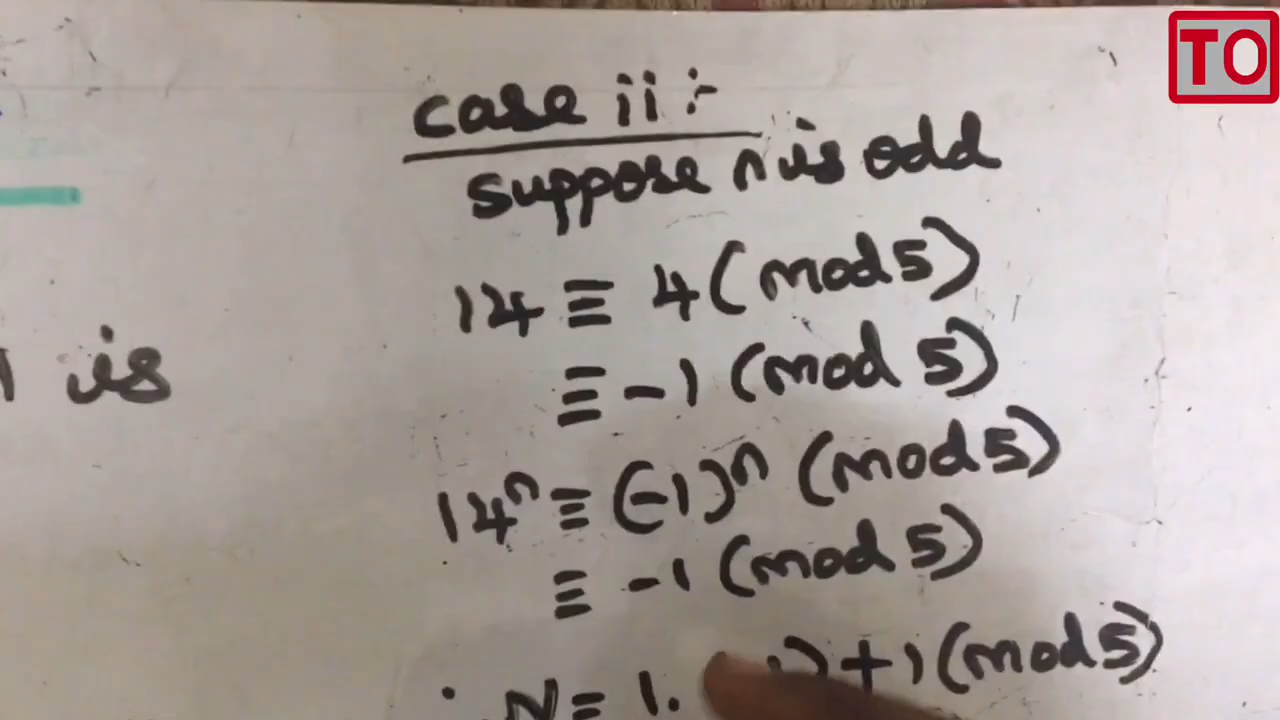 TO
case ii :-
suppose n is odd
14 ≡ 4 (mod 5)
≡ -1 (mod 5)
is
14ⁿ ≡ (-1)ⁿ (mod 5)
≡ -1 (mod 5)
N ≡ 1. ) + 1 (mod 5)